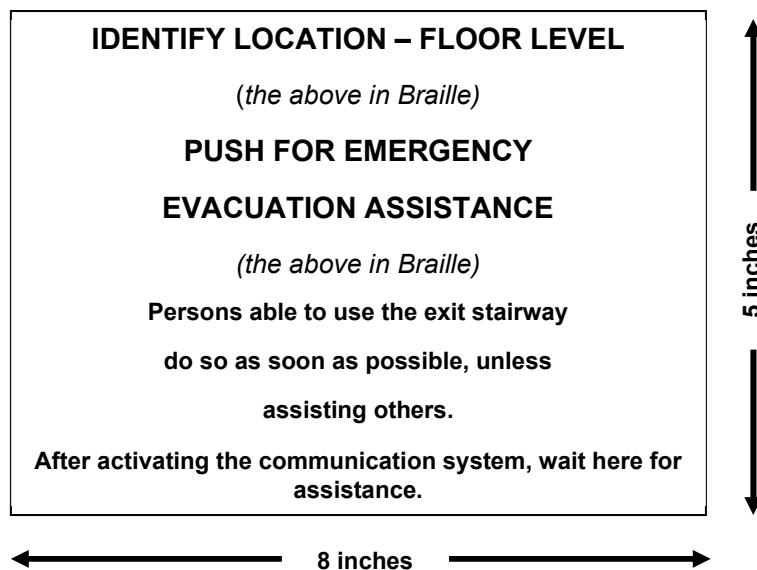 IDENTIFY LOCATION – FLOOR LEVEL
(the above in Braille)
PUSH FOR EMERGENCY
EVACUATION ASSISTANCE
(the above in Braille)
Persons able to use the exit stairway
do so as soon as possible, unless
assisting others.
After activating the communication system, wait here for
assistance.
5 inches
8 inches